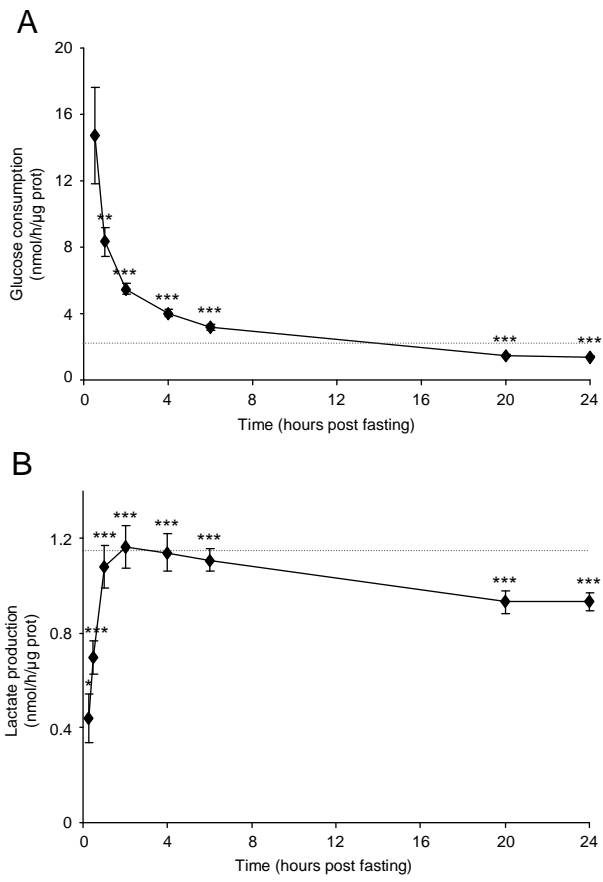 A
20
16
12
8
4
0
Glucose consumption
(nmol/h/µg prot)
**
***
***
***
***
***
0 4 8 12 16 20 24
Time (hours post fasting)
B
1.2
0.8
0.4
0
Lactate production
(nmol/h/µg prot)
***
***
***
***
***
***
***
*
0 4 8 12 16 20 24
Time (hours post fasting)